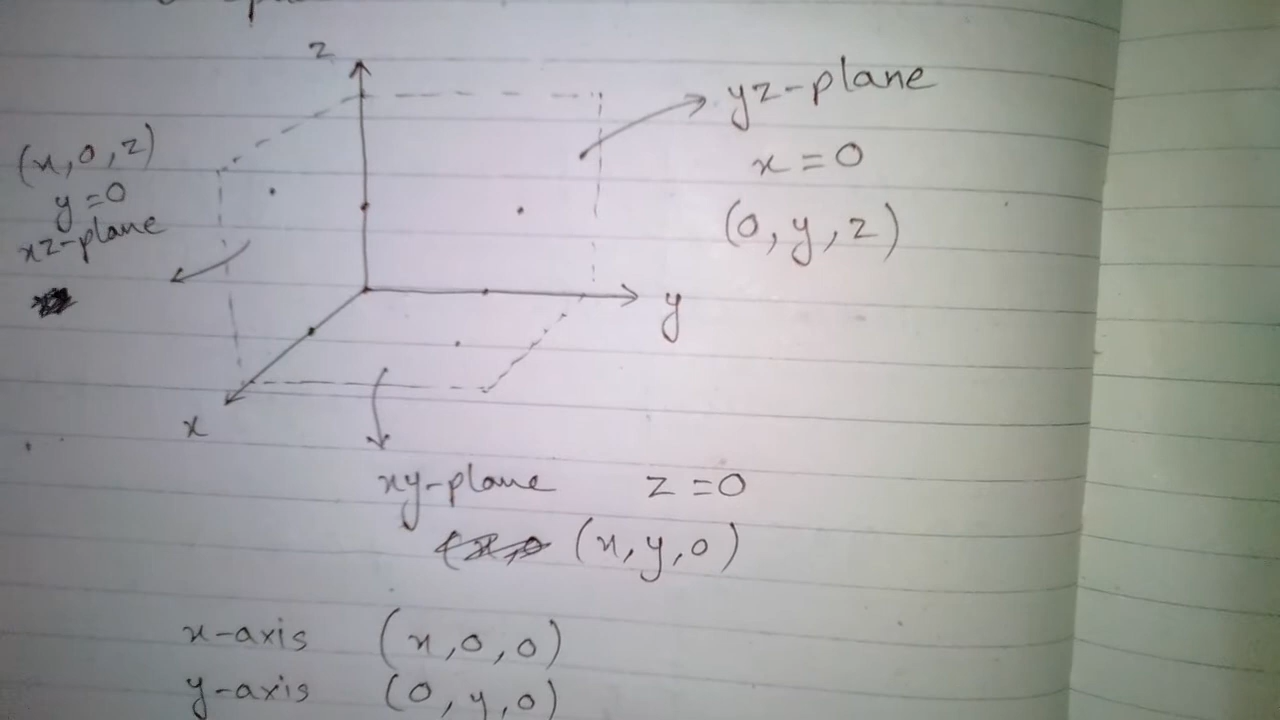 z
yz-plane
x = 0
(0, y, z)
(x, 0, z)
y = 0
xz-plane
y
x
xy-plane z = 0
(x, y, 0)
x-axis (x, 0, 0)
y-axis (0, y, 0)